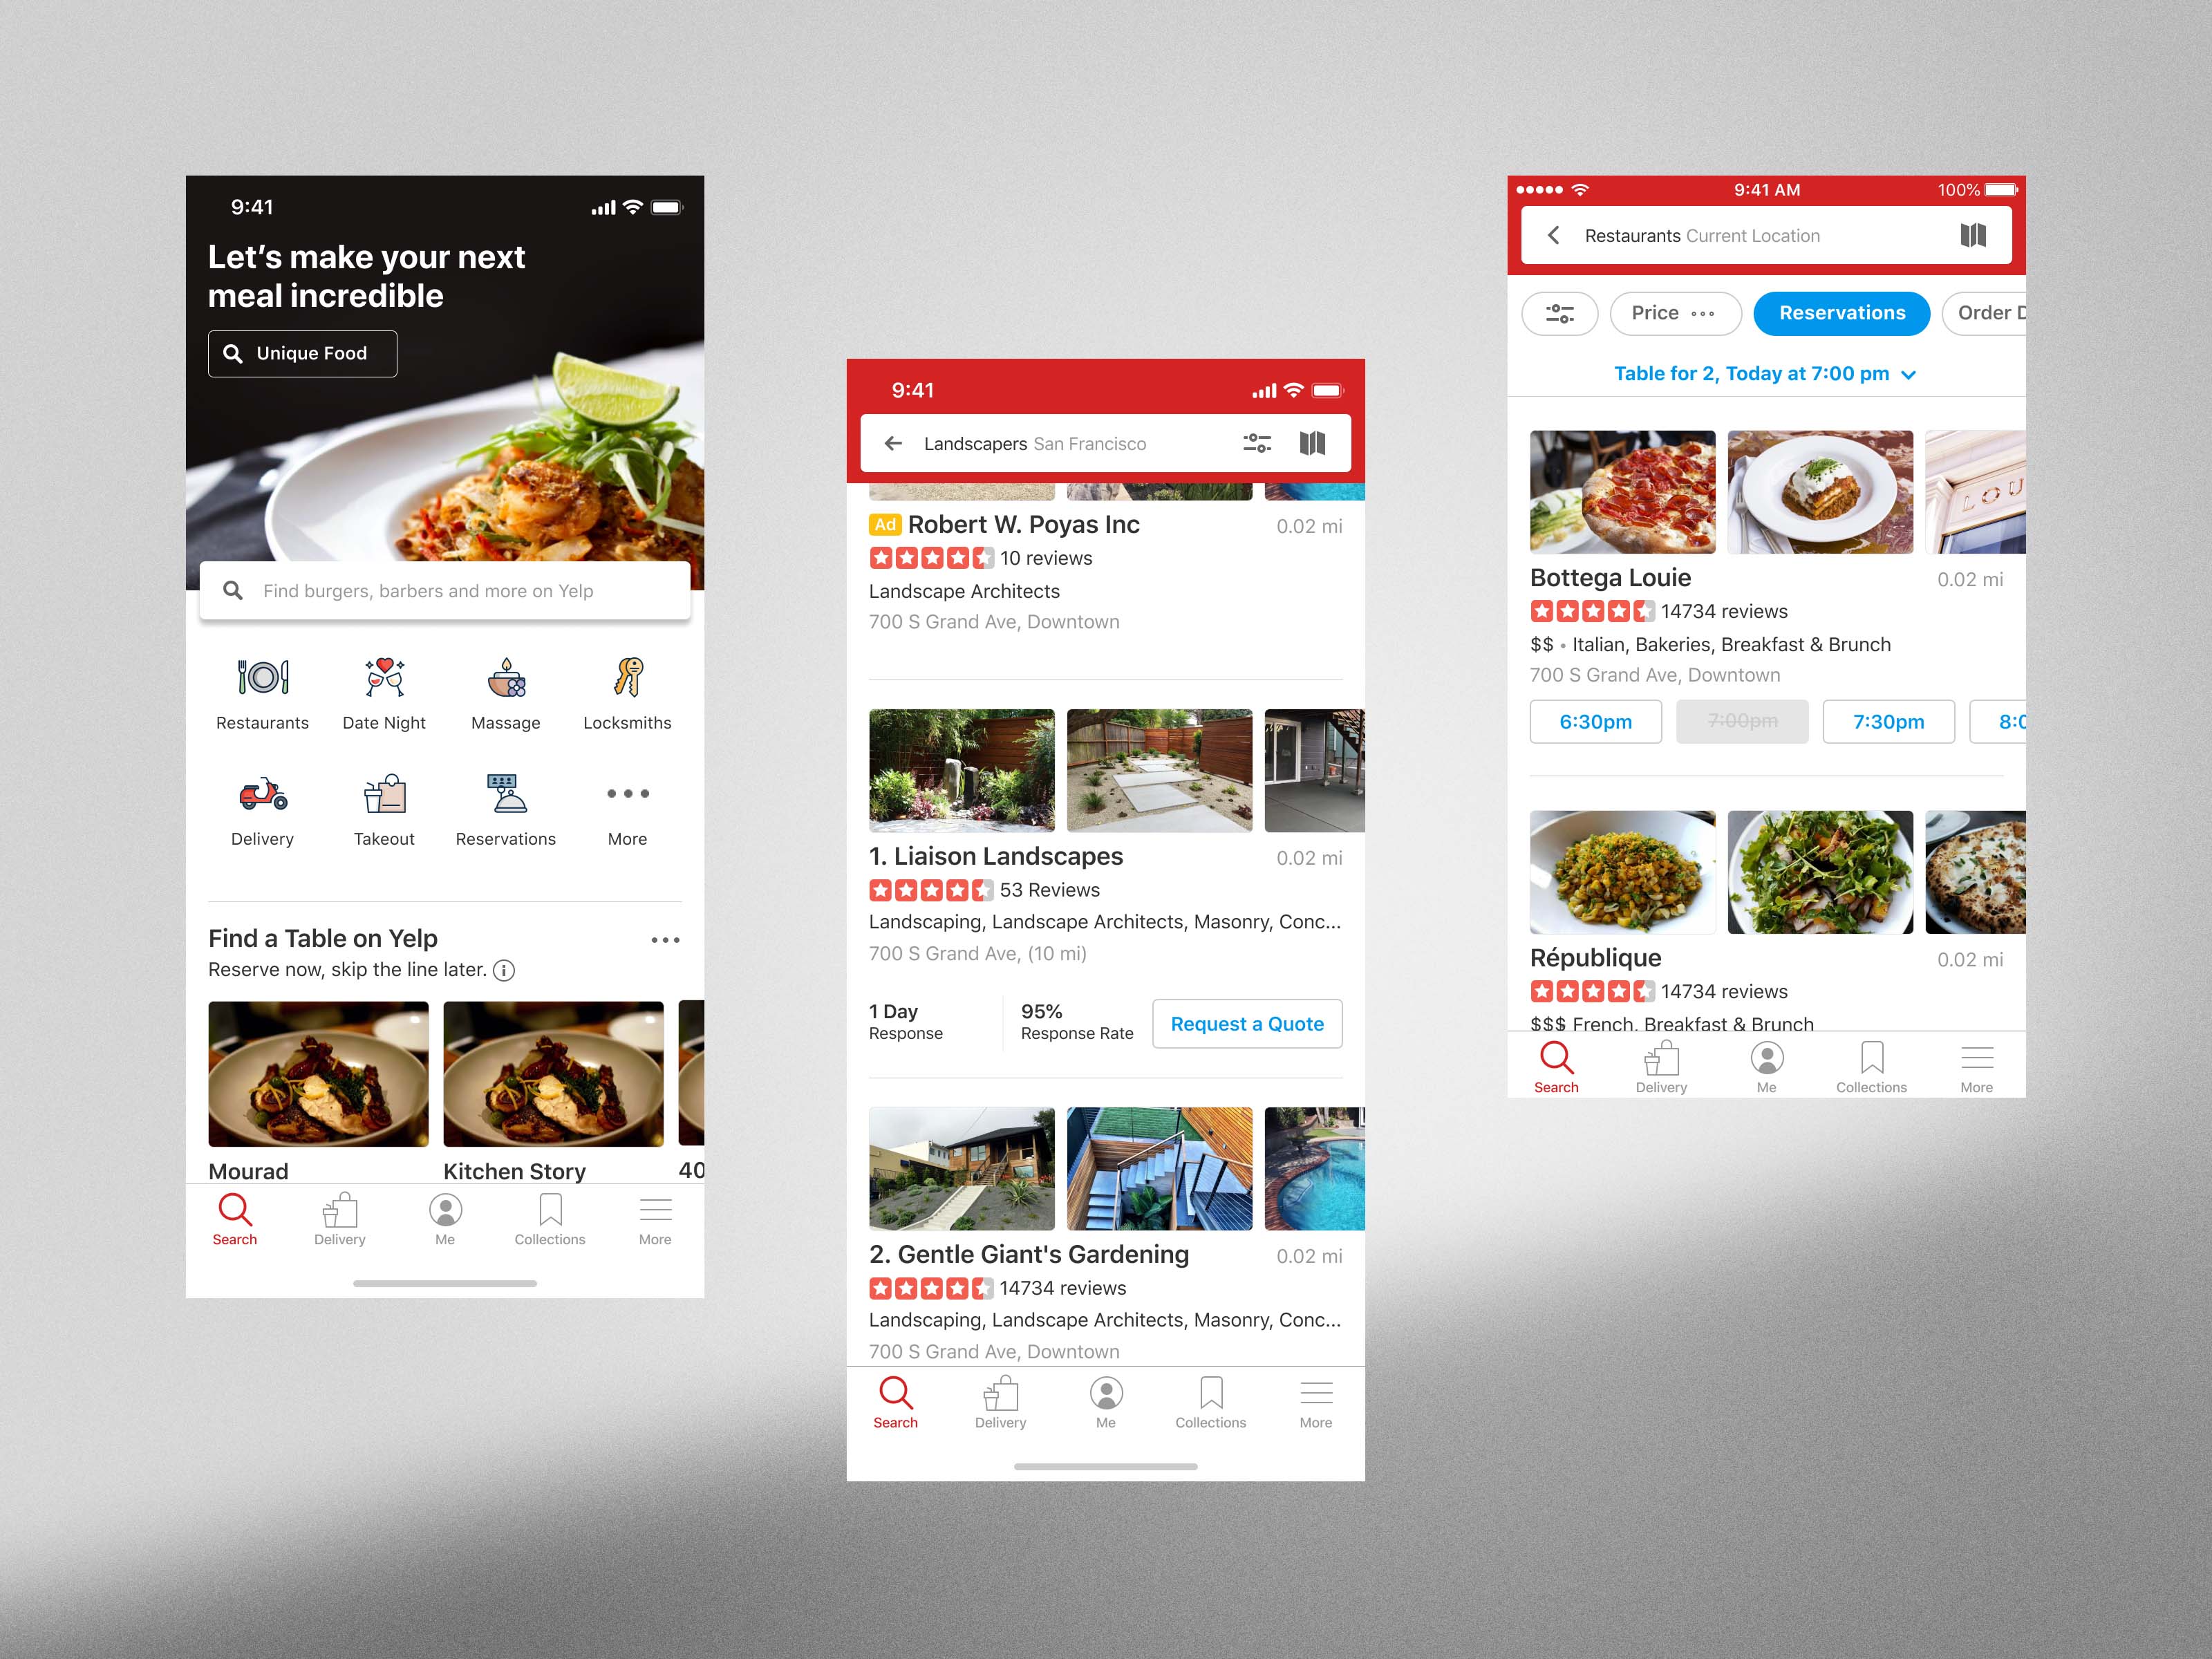 9:41
Let's make your next
meal incredible
Unique Food
Find burgers, barbers and more on Yelp
Restaurants Date Night Massage Locksmiths
Delivery Takeout Reservations More
Find a Table on Yelp
Reserve now, skip the line later.
Mourad Kitchen Story 40
Search Delivery Me Collections More
9:41
Landscapers San Francisco
Ad Robert W. Poyas Inc 0.02 mi
10 reviews
Landscape Architects
700 S Grand Ave, Downtown
1. Liaison Landscapes 0.02 mi
53 Reviews
Landscaping, Landscape Architects, Masonry, Conc...
700 S Grand Ave, (10 mi)
1 Day 95%
Response Response Rate Request a Quote
2. Gentle Giant's Gardening 0.02 mi
14734 reviews
Landscaping, Landscape Architects, Masonry, Conc...
700 S Grand Ave, Downtown
Search Delivery Me Collections More
9:41 AM 100%
Restaurants Current Location
Price Reservations Order D
Table for 2, Today at 7:00 pm
LOU
Bottega Louie 0.02 mi
14734 reviews
$$ • Italian, Bakeries, Breakfast & Brunch
700 S Grand Ave, Downtown
6:30pm 7:00pm 7:30pm 8:0
République 0.02 mi
14734 reviews
$$$ French, Breakfast & Brunch
Search Delivery Me Collections More